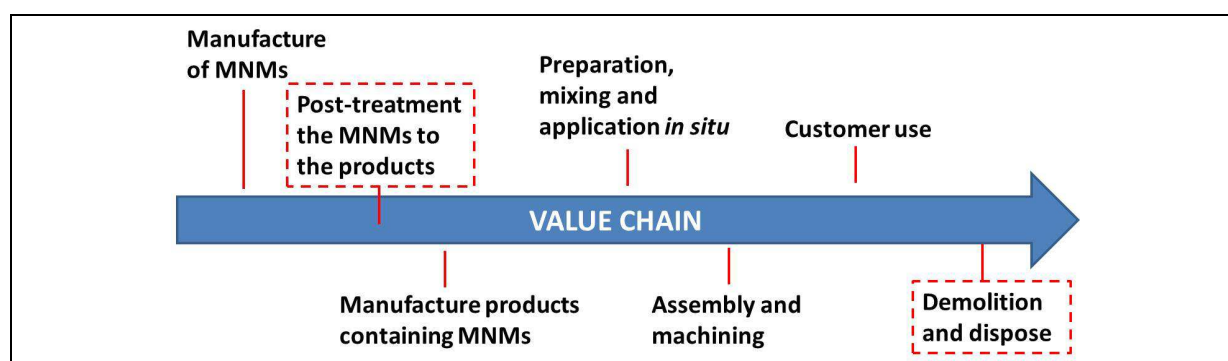 Manufacture
of MNMs
Post-treatment
the MNMs to
the products
Preparation,
mixing and
application in situ
Customer use
VALUE CHAIN
Manufacture products
containing MNMs
Assembly and
machining
Demolition
and dispose